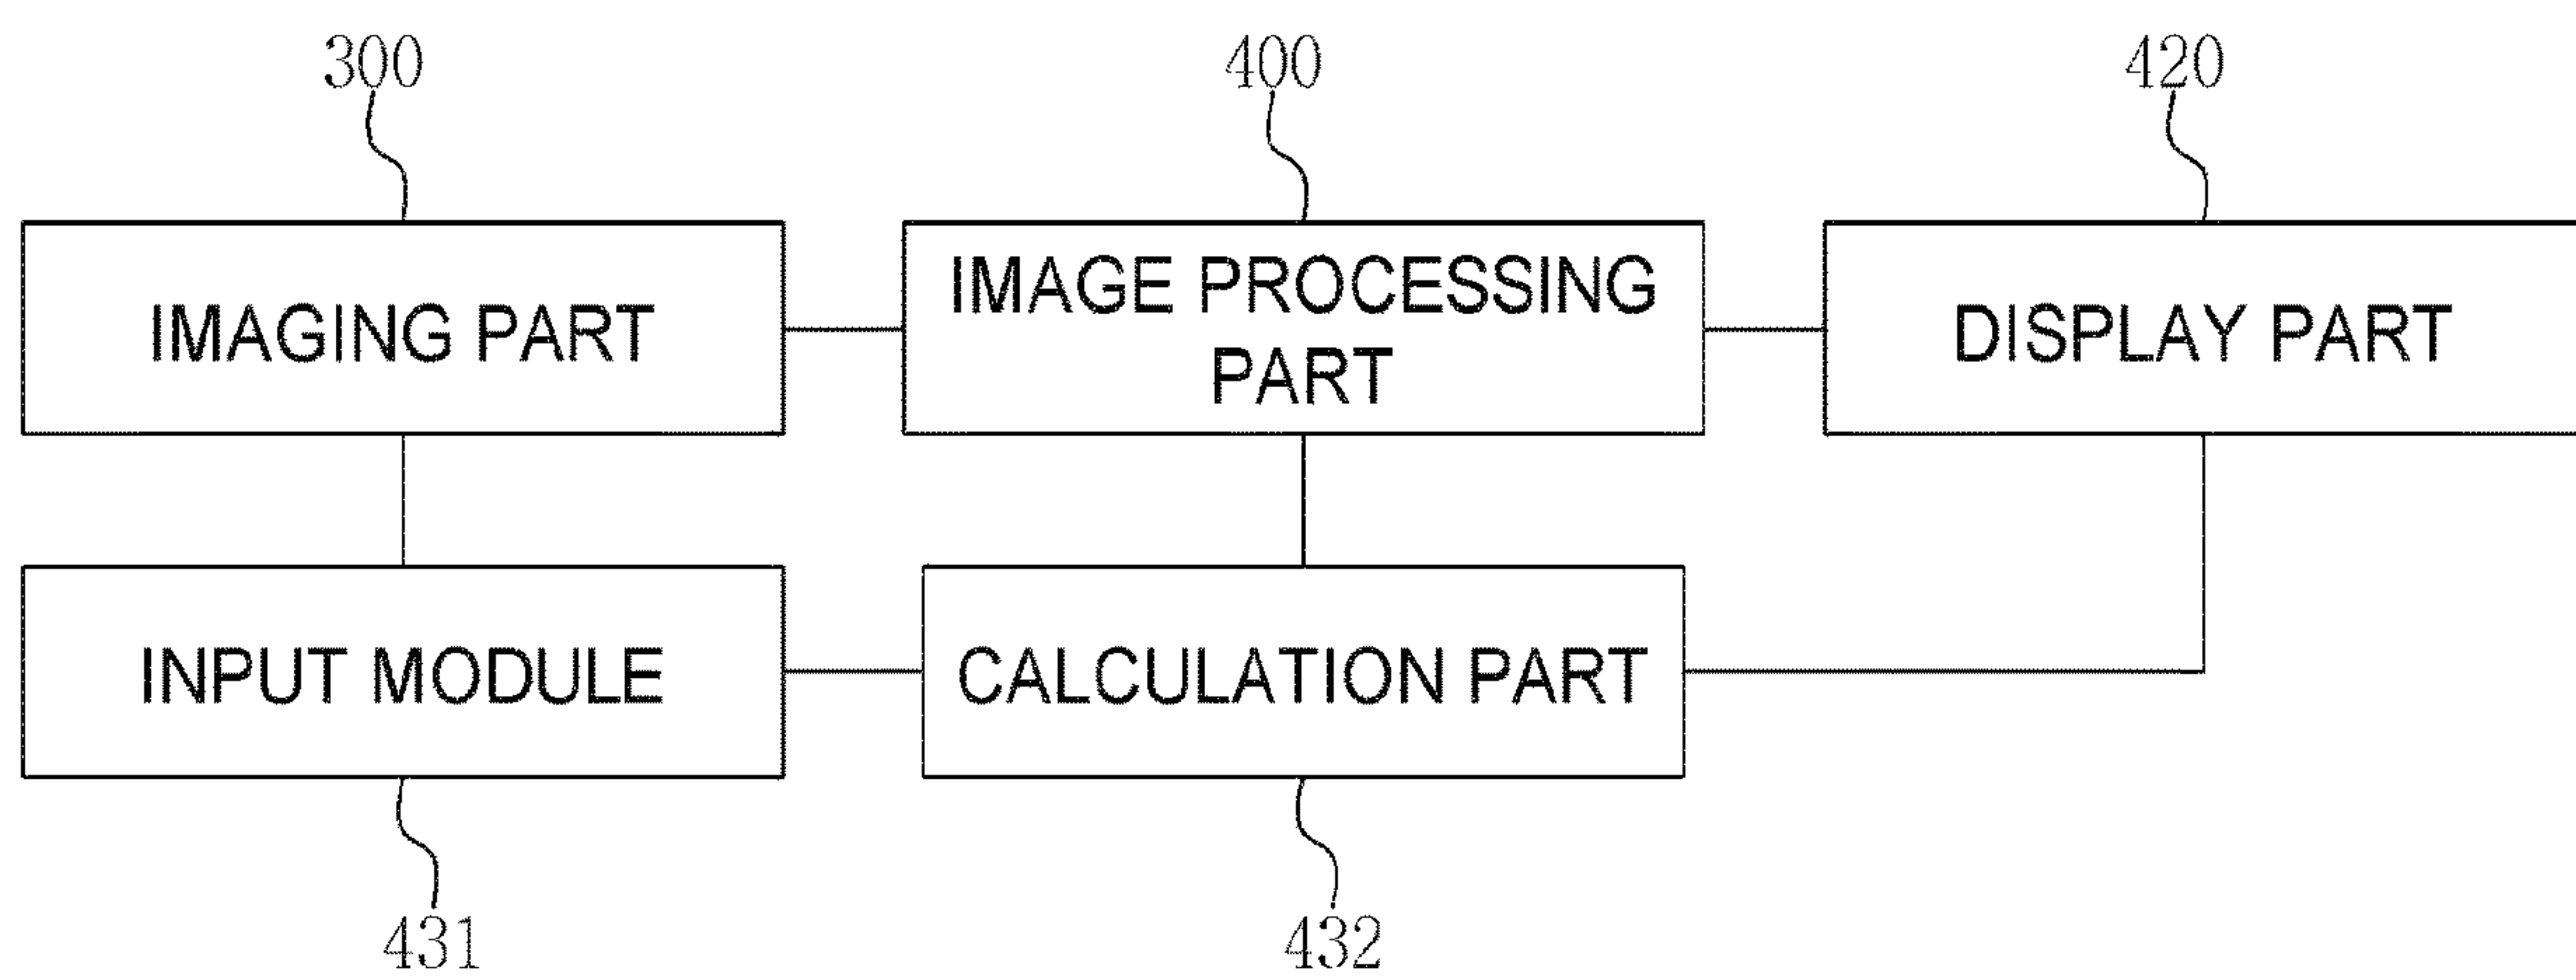 300
400
420
IMAGING PART
IMAGE PROCESSING
PART
DISPLAY PART
INPUT MODULE
CALCULATION PART
431
432